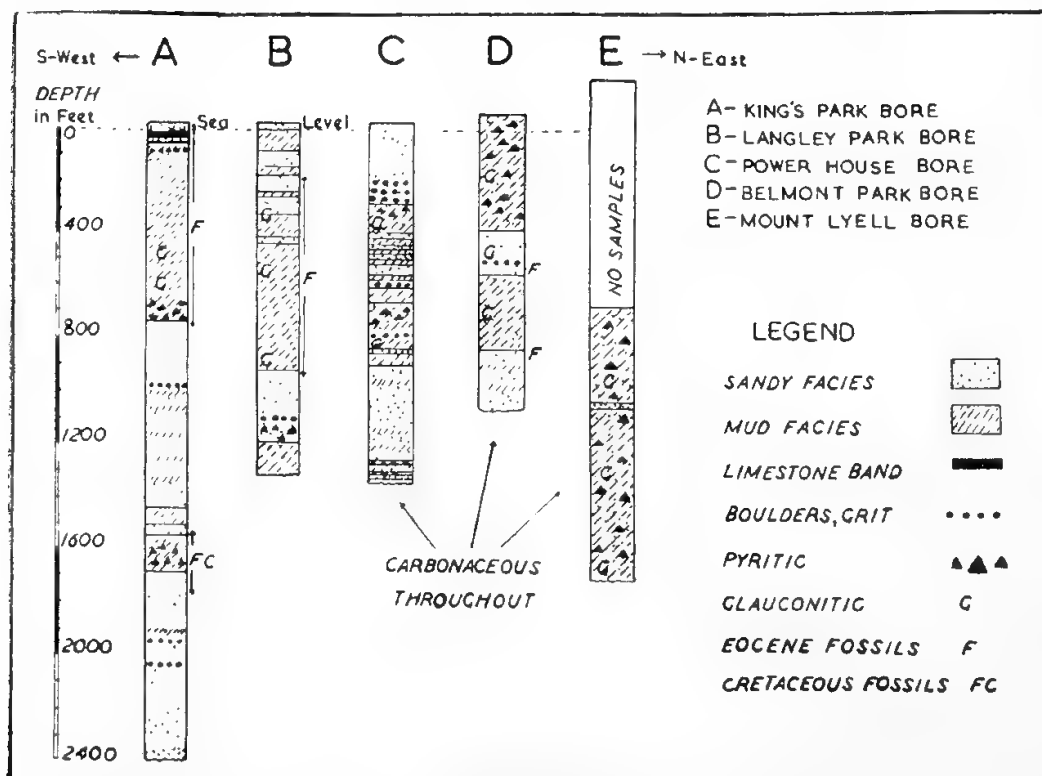 S-West ← A B C D E → N-East
DEPTH
in Feet
0
Sea Level
400
800
1200
1600
2000
2400
F
G
G
FC
G
G
F
G
G
G
G
G
F
G
F
NO SAMPLES
G
G
G
CARBONACEOUS
THROUGHOUT
A- KING'S PARK BORE
B- LANGLEY PARK BORE
C- POWER HOUSE BORE
D- BELMONT PARK BORE
E- MOUNT LYELL BORE
LEGEND
SANDY FACIES
MUD FACIES
LIMESTONE BAND
BOULDERS, GRIT
PYRITIC
GLAUCONITIC G
EOCENE FOSSILS F
CRETACEOUS FOSSILS FC